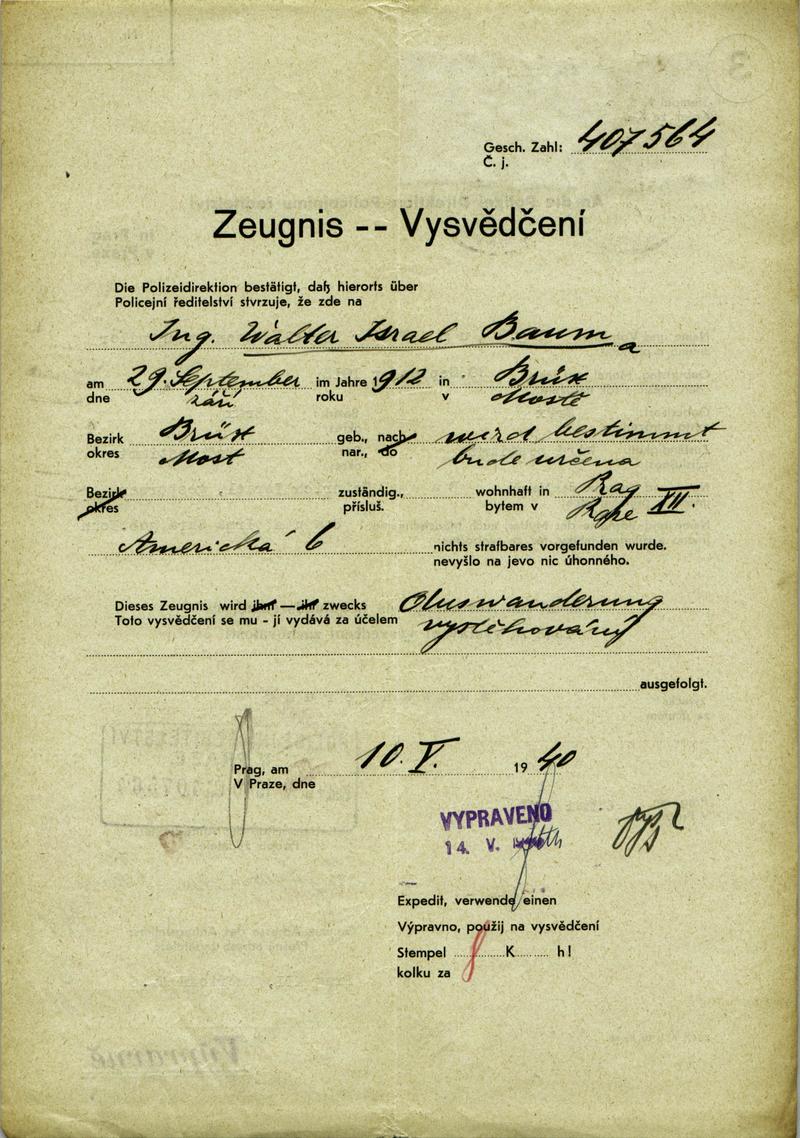 Gesch. Zahl: 407564
Č. j.
Zeugnis -- Vysvědčení
Die Polizeidirektion bestätigt, daß hierorts über
Policejní ředitelství stvrzuje, že zde na
Ing. Walter Israel Baum
am 29. September im Jahre 1912 in Brüx
dne září roku v Mostě
Bezirk Brüx geb., nach wird bestimmt
okres Most nar., do bude určena
Bezirk zuständig., wohnhaft in Prag
okres přísluš. bytem v Praze XII.
Americká 6 nichts strafbares vorgefunden wurde.
nevyšlo na jevo nic úhonného.
Dieses Zeugnis wird ihm — ihr zwecks Auswanderung
Toto vysvědčení se mu - jí vydává za účelem
ausgefolgt.
Prag, am 10. V. 1940
V Praze, dne
VYPRAVENO
14. V.
Expedit, verwende einen
Výpravno, použij na vysvědčení
Stempel K h!
kolku za